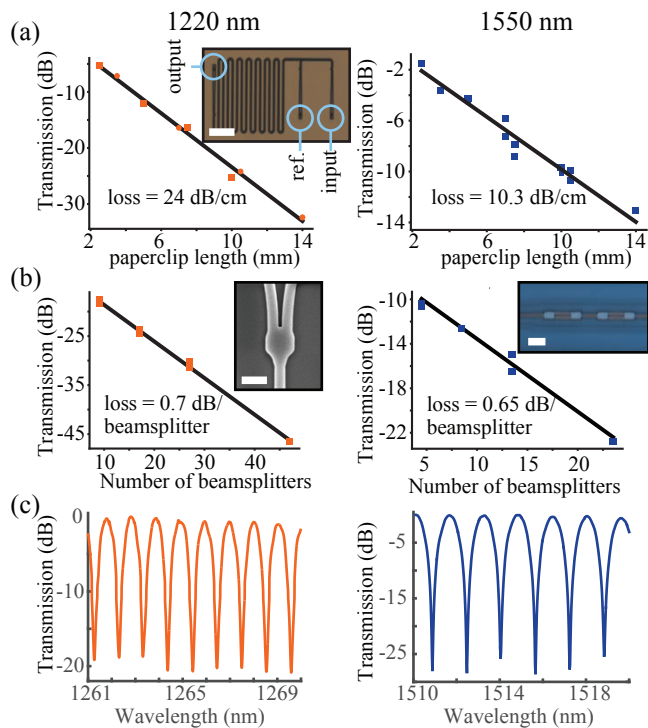 1220 nm
1550 nm
(a)
Transmission (dB)
-10
-20
-30
output
ref.
input
loss = 24 dB/cm
2
6
10
14
paperclip length (mm)
Transmission (dB)
-2
-6
-10
-14
loss = 10.3 dB/cm
2
6
10
14
paperclip length (mm)
(b)
Transmission (dB)
-25
-35
-45
loss = 0.7 dB/
beamsplitter
10
20
30
40
Number of beamsplitters
Transmission (dB)
-10
-14
-18
-22
loss = 0.65 dB/
beamsplitter
5
10
15
20
Number of beamsplitters
(c)
Transmission (dB)
0
-10
-20
1261
1265
1269
Wavelength (nm)
Transmission (dB)
-5
-15
-25
1510
1514
1518
Wavelength (nm)